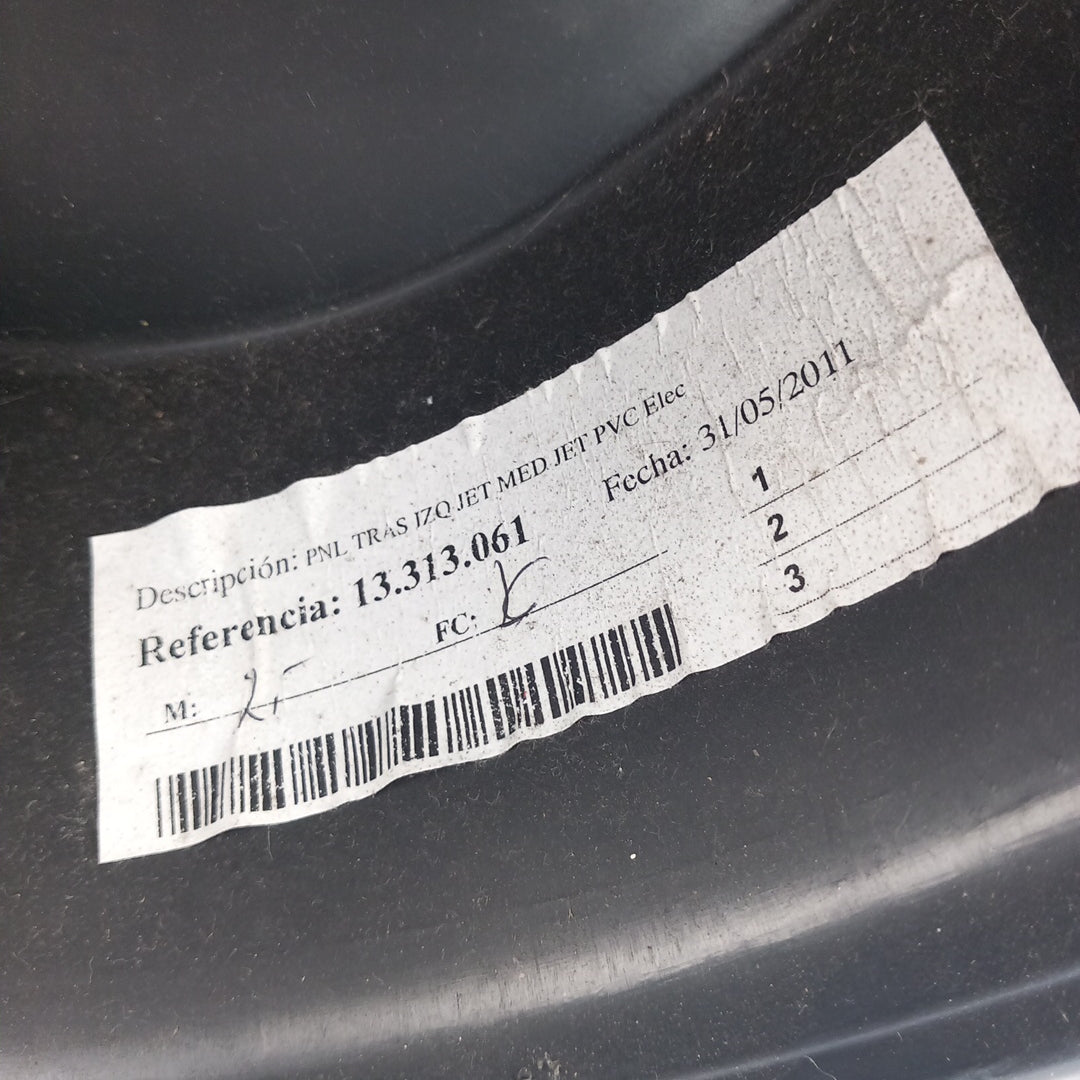 Descripción: PNL TRAS IZQ JET MED JET PVC Elec
Referencia: 13.313.061
Fecha: 31/05/2011
M:
FC:
1
2
3